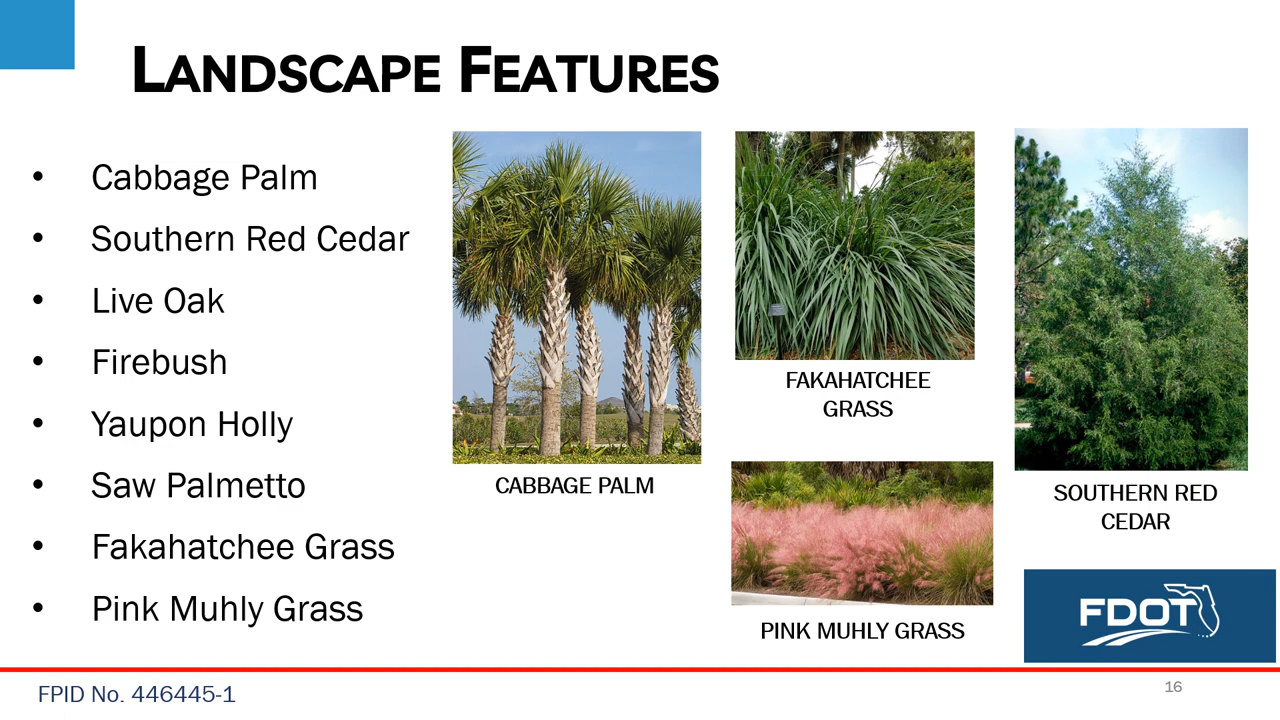 LANDSCAPE FEATURES
• Cabbage Palm
• Southern Red Cedar
• Live Oak
• Firebush
• Yaupon Holly
• Saw Palmetto
• Fakahatchee Grass
• Pink Muhly Grass
CABBAGE PALM
FAKAHATCHEE
GRASS
PINK MUHLY GRASS
SOUTHERN RED
CEDAR
FDOT
FPID No. 446445-1
16